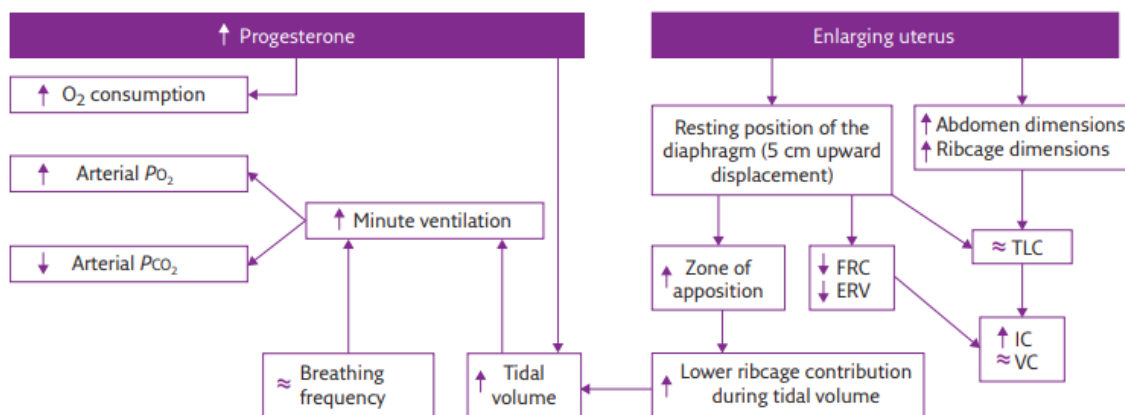 ↑ Progesterone
Enlarging uterus
↑ O₂ consumption
Resting position of the
diaphragm (5 cm upward
displacement)
↑ Abdomen dimensions
↑ Ribcage dimensions
↑ Arterial PO₂
↑ Minute ventilation
↓ Arterial PCO₂
≈ TLC
↑ Zone of
apposition
↓ FRC
↓ ERV
↑ IC
≈ VC
≈ Breathing
frequency
↑ Tidal
volume
↑ Lower ribcage contribution
during tidal volume